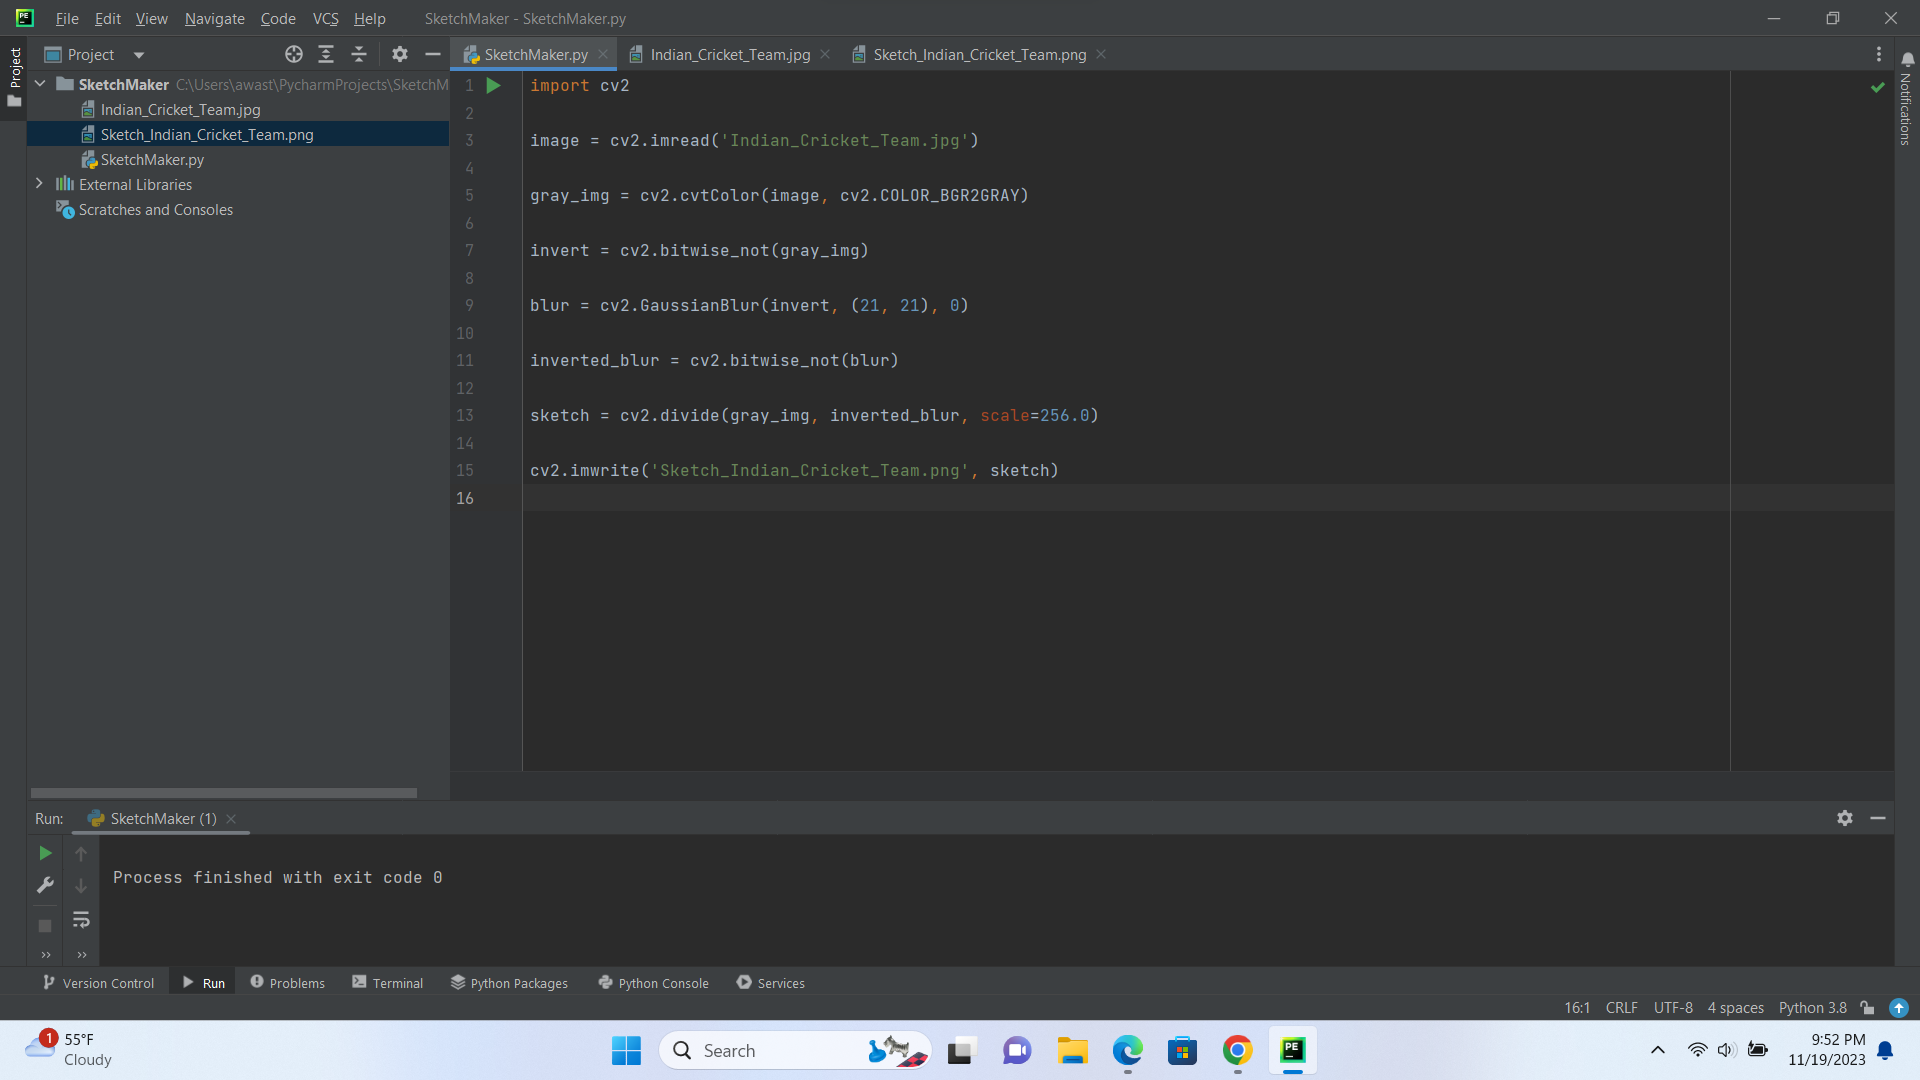 File Edit View Navigate Code VCS Help SketchMaker - SketchMaker.py
Project
Project
SketchMaker C:\Users\awast\PycharmProjects\SketchM
Indian_Cricket_Team.jpg
Sketch_Indian_Cricket_Team.png
SketchMaker.py
External Libraries
Scratches and Consoles
SketchMaker.py Indian_Cricket_Team.jpg Sketch_Indian_Cricket_Team.png
1 import cv2
2
3 image = cv2.imread('Indian_Cricket_Team.jpg')
4
5 gray_img = cv2.cvtColor(image, cv2.COLOR_BGR2GRAY)
6
7 invert = cv2.bitwise_not(gray_img)
8
9 blur = cv2.GaussianBlur(invert, (21, 21), 0)
10
11 inverted_blur = cv2.bitwise_not(blur)
12
13 sketch = cv2.divide(gray_img, inverted_blur, scale=256.0)
14
15 cv2.imwrite('Sketch_Indian_Cricket_Team.png', sketch)
16
Notifications
Run: SketchMaker (1)
Process finished with exit code 0
Version Control Run Problems Terminal Python Packages Python Console Services
16:1 CRLF UTF-8 4 spaces Python 3.8
1 55°F
Cloudy
Search
PE
9:52 PM
11/19/2023